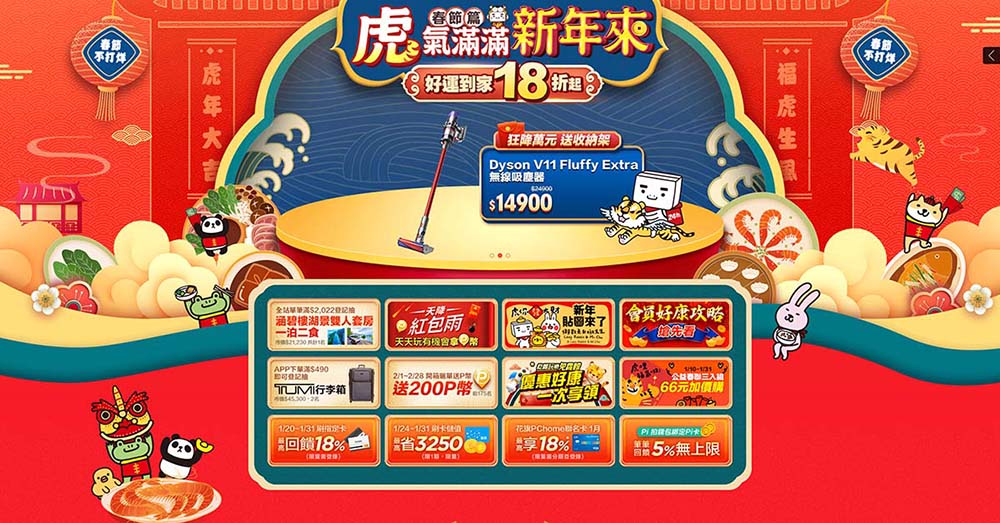 春節篇
虎氣滿滿新年來
好運到家18折起
春節
不打烊
春節
不打烊
虎年大吉
福虎生風
狂降萬元 送收納架
Dyson V11 Fluffy Extra
無線吸塵器
$24900
$14900
24h
全站單筆滿$2,022登記抽
涵碧樓湖景雙人套房
一泊二食
市價$21,230 共計1名
天降
紅包雨
天天玩有機會拿P幣
新年
貼圖來了
會員好康攻略
搶先看
APP下單滿$490
即可登記抽
TUMI行李箱
市價$45,300,2名
2/1~2/28 開箱曬單送P幣
送200P幣
優惠好康
一次享領
1/10~1/31
公益春聯三入組
66元加價購
1/20~1/31 刷指定卡
最高回饋18%
(限量需登錄)
1/24~1/31 刷卡儲值
最高省3250
花旗PChome聯名卡 1月
最高享18%
Pi 拍錢包綁定Pi卡
筆筆回饋5%無上限